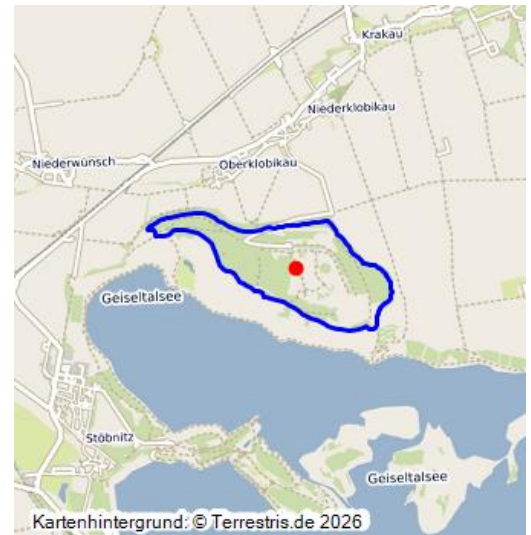 Krakau
Niederklobikau
Niederwünsch
Oberklobikau
Geiseltalsee
Stöbnitz
Geiseltalsee
Kartenhintergrund: © Terrestris.de 2026